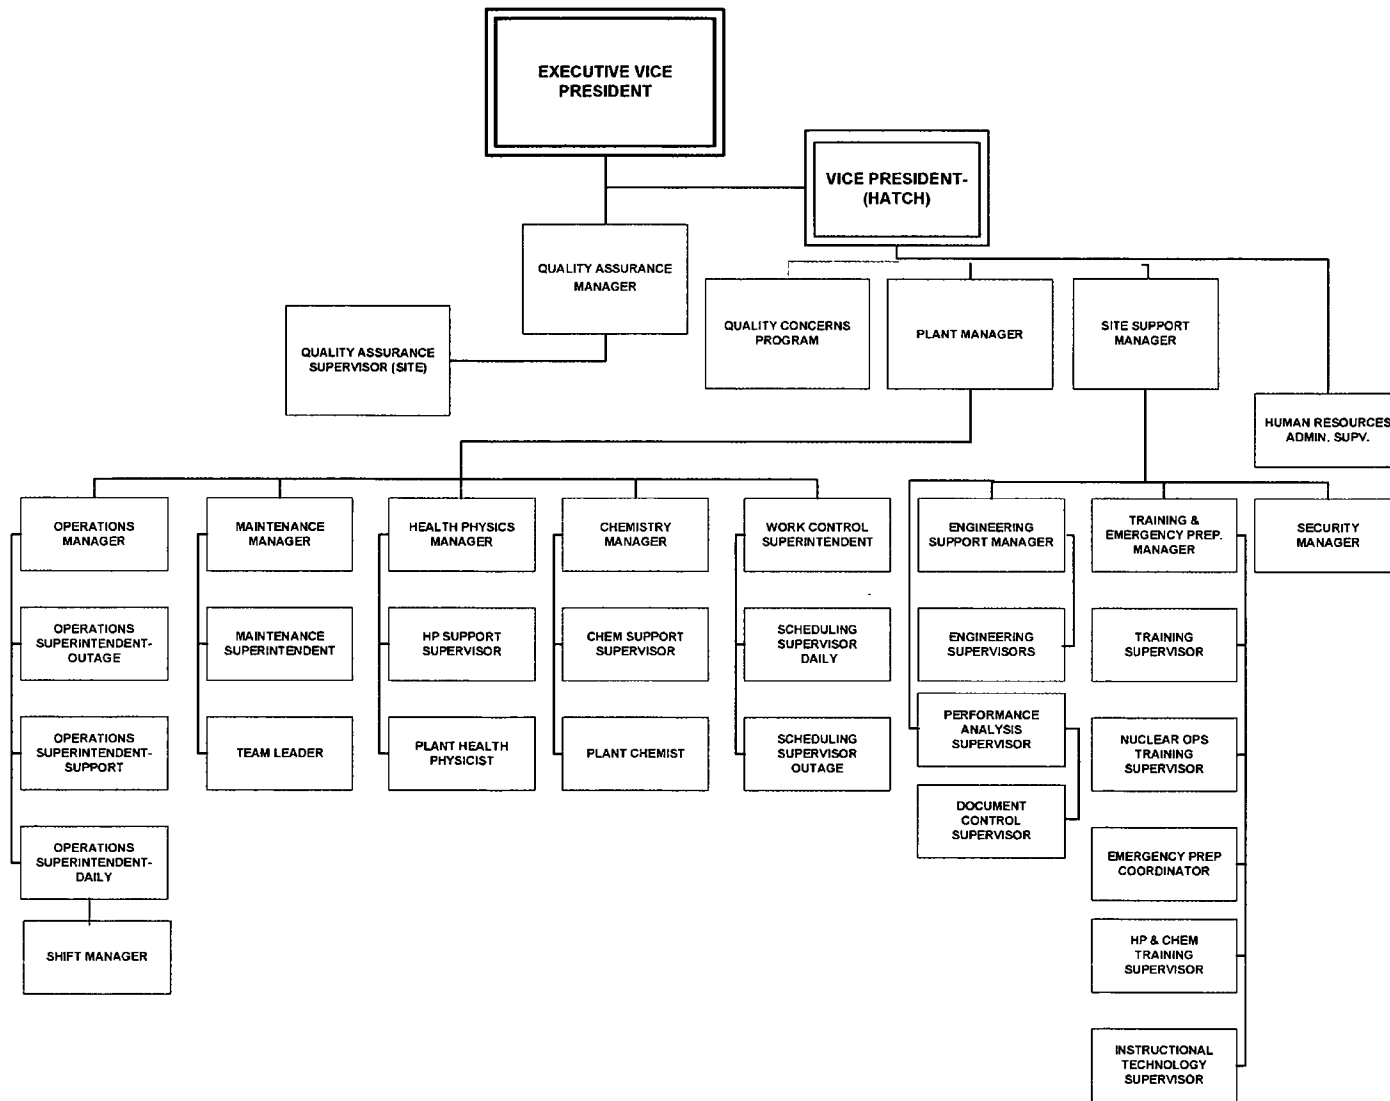 EXECUTIVE VICE
PRESIDENT
VICE PRESIDENT-
(HATCH)
QUALITY ASSURANCE
MANAGER
QUALITY ASSURANCE
SUPERVISOR (SITE)
QUALITY CONCERNS
PROGRAM
PLANT MANAGER
SITE SUPPORT
MANAGER
HUMAN RESOURCES
ADMIN. SUPV.
OPERATIONS
MANAGER
MAINTENANCE
MANAGER
HEALTH PHYSICS
MANAGER
CHEMISTRY
MANAGER
WORK CONTROL
SUPERINTENDENT
ENGINEERING
SUPPORT MANAGER
TRAINING &
EMERGENCY PREP.
MANAGER
SECURITY
MANAGER
OPERATIONS
SUPERINTENDENT-
OUTAGE
MAINTENANCE
SUPERINTENDENT
HP SUPPORT
SUPERVISOR
CHEM SUPPORT
SUPERVISOR
SCHEDULING
SUPERVISOR
DAILY
ENGINEERING
SUPERVISORS
TRAINING
SUPERVISOR
OPERATIONS
SUPERINTENDENT-
SUPPORT
TEAM LEADER
PLANT HEALTH
PHYSICIST
PLANT CHEMIST
SCHEDULING
SUPERVISOR
OUTAGE
PERFORMANCE
ANALYSIS
SUPERVISOR
NUCLEAR OPS
TRAINING
SUPERVISOR
DOCUMENT
CONTROL
SUPERVISOR
OPERATIONS
SUPERINTENDENT-
DAILY
EMERGENCY PREP
COORDINATOR
SHIFT MANAGER
HP & CHEM
TRAINING
SUPERVISOR
INSTRUCTIONAL
TECHNOLOGY
SUPERVISOR